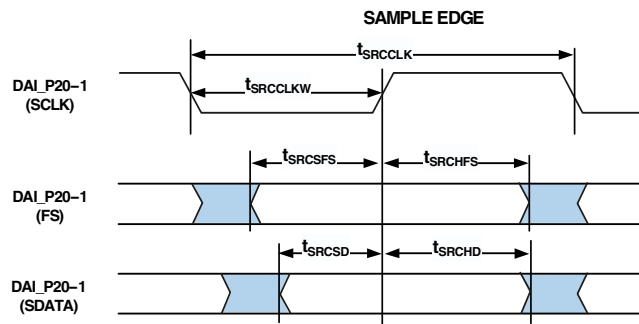 SAMPLE EDGE
tSRCCLK
DAI_P20–1
(SCLK)
tSRCCLKW
tSRCSFS
tSRCHFS
DAI_P20–1
(FS)
tSRCSD
tSRCHD
DAI_P20–1
(SDATA)